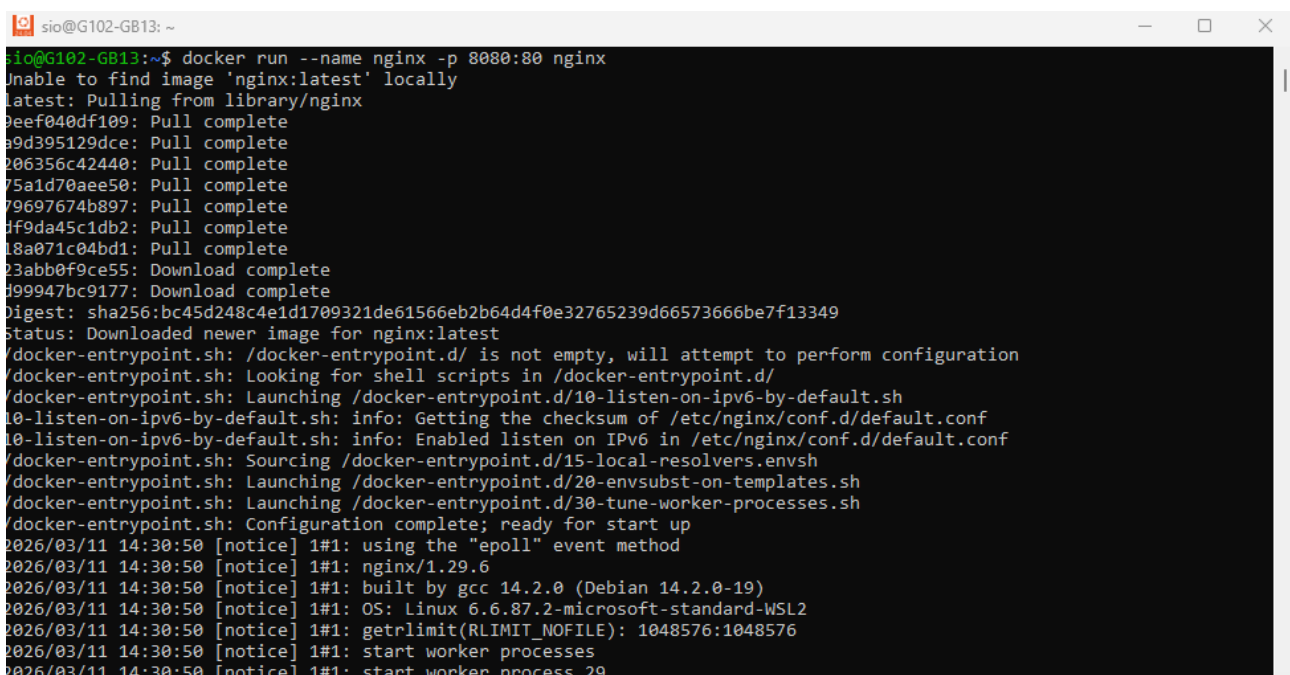 sio@G102-GB13: ~
sio@G102-GB13:~$ docker run --name nginx -p 8080:80 nginx
Unable to find image 'nginx:latest' locally
latest: Pulling from library/nginx
9eef040df109: Pull complete
a9d395129dce: Pull complete
206356c42440: Pull complete
75a1d70aee50: Pull complete
79697674b897: Pull complete
df9da45c1db2: Pull complete
18a071c04bd1: Pull complete
23abb0f9ce55: Download complete
d99947bc9177: Download complete
Digest: sha256:bc45d248c4e1d1709321de61566eb2b64d4f0e32765239d66573666be7f13349
Status: Downloaded newer image for nginx:latest
/docker-entrypoint.sh: /docker-entrypoint.d/ is not empty, will attempt to perform configuration
/docker-entrypoint.sh: Looking for shell scripts in /docker-entrypoint.d/
/docker-entrypoint.sh: Launching /docker-entrypoint.d/10-listen-on-ipv6-by-default.sh
10-listen-on-ipv6-by-default.sh: info: Getting the checksum of /etc/nginx/conf.d/default.conf
10-listen-on-ipv6-by-default.sh: info: Enabled listen on IPv6 in /etc/nginx/conf.d/default.conf
/docker-entrypoint.sh: Sourcing /docker-entrypoint.d/15-local-resolvers.envsh
/docker-entrypoint.sh: Launching /docker-entrypoint.d/20-envsubst-on-templates.sh
/docker-entrypoint.sh: Launching /docker-entrypoint.d/30-tune-worker-processes.sh
/docker-entrypoint.sh: Configuration complete; ready for start up
2026/03/11 14:30:50 [notice] 1#1: using the "epoll" event method
2026/03/11 14:30:50 [notice] 1#1: nginx/1.29.6
2026/03/11 14:30:50 [notice] 1#1: built by gcc 14.2.0 (Debian 14.2.0-19)
2026/03/11 14:30:50 [notice] 1#1: OS: Linux 6.6.87.2-microsoft-standard-WSL2
2026/03/11 14:30:50 [notice] 1#1: getrlimit(RLIMIT_NOFILE): 1048576:1048576
2026/03/11 14:30:50 [notice] 1#1: start worker processes
2026/03/11 14:30:50 [notice] 1#1: start worker process 29